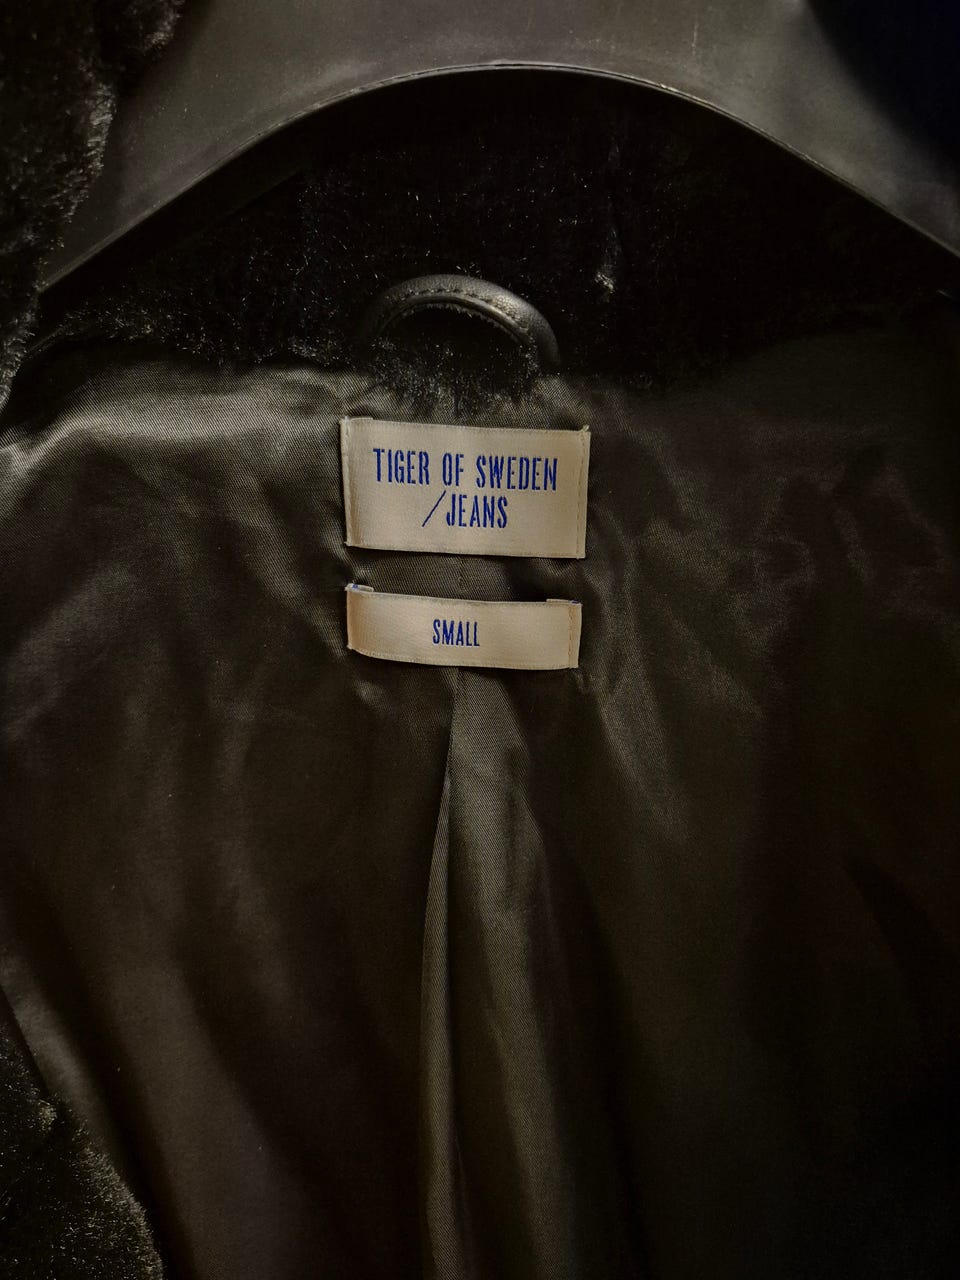 TIGER OF SWEDEN
/JEANS
SMALL